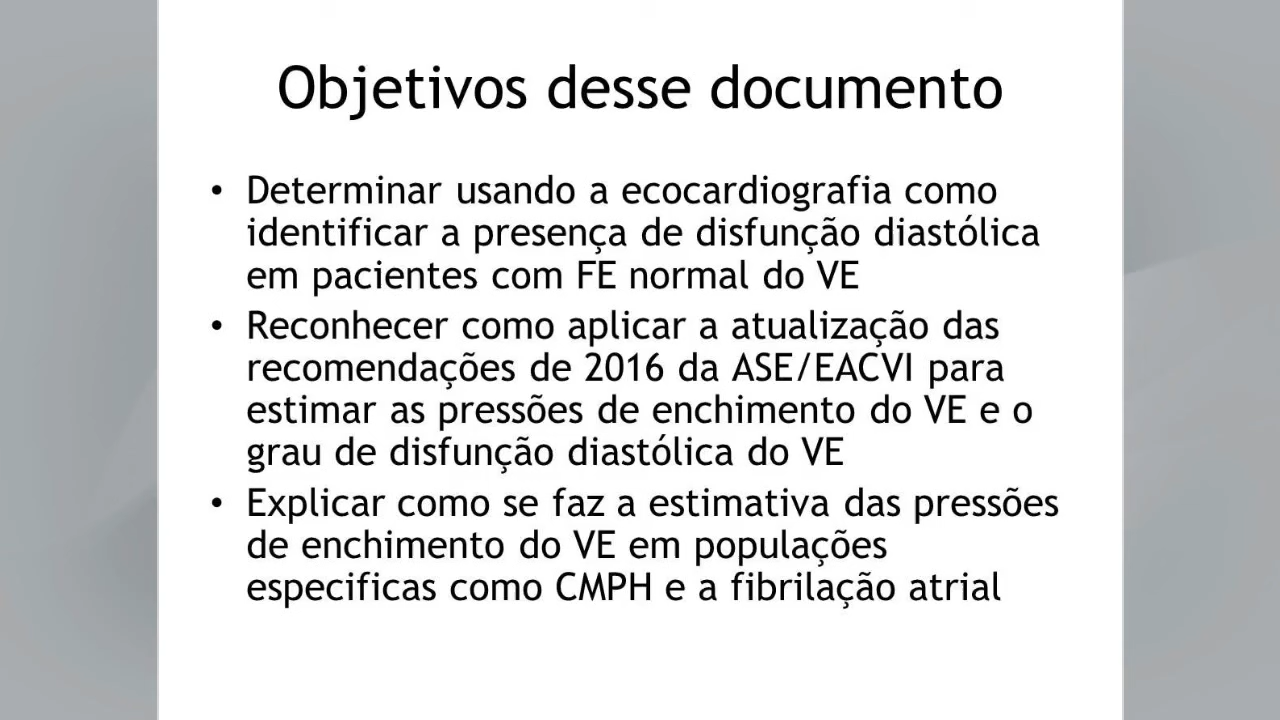 Objetivos desse documento
• Determinar usando a ecocardiografia como
identificar a presença de disfunção diastólica
em pacientes com FE normal do VE
• Reconhecer como aplicar a atualização das
recomendações de 2016 da ASE/EACVI para
estimar as pressões de enchimento do VE e o
grau de disfunção diastólica do VE
• Explicar como se faz a estimativa das pressões
de enchimento do VE em populações
especificas como CMPH e a fibrilação atrial